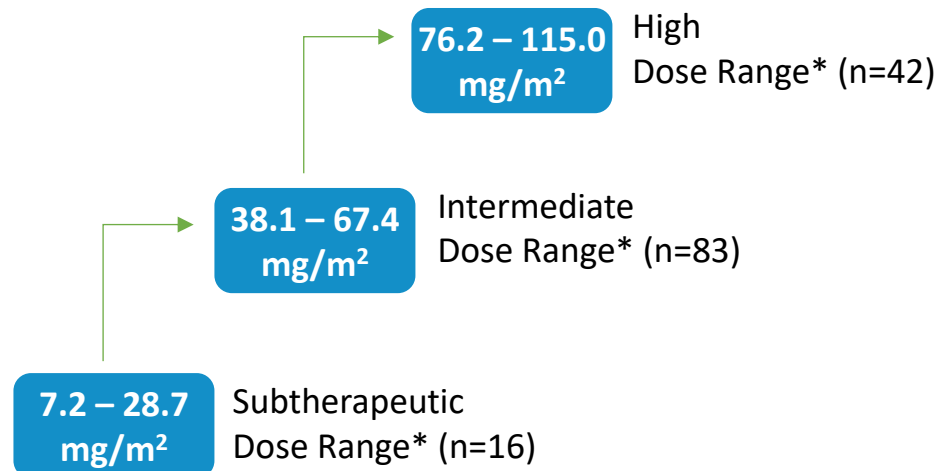 76.2 – 115.0
mg/m²
High
Dose Range* (n=42)
38.1 – 67.4
mg/m²
Intermediate
Dose Range* (n=83)
7.2 – 28.7
mg/m²
Subtherapeutic
Dose Range* (n=16)